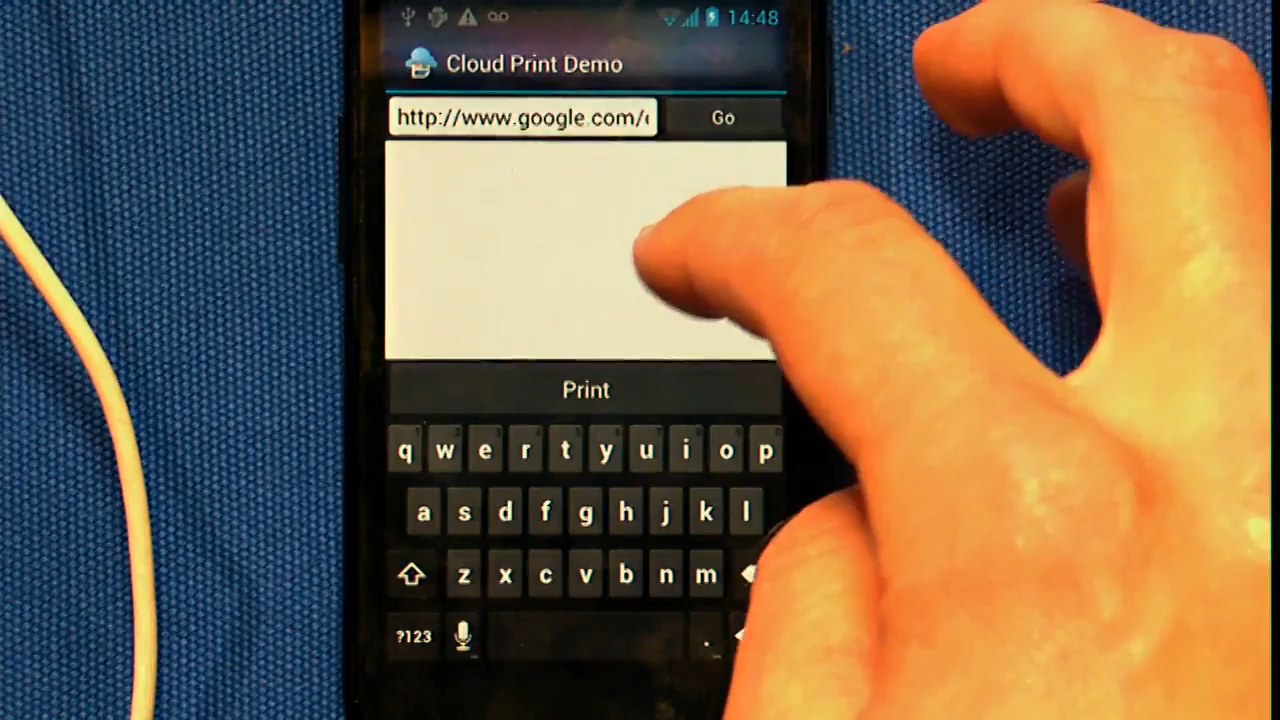 14:48
Cloud Print Demo
http://www.google.com/
Go
Print
q w e r t y u i o p
a s d f g h j k l
z x c v b n m
?123 .